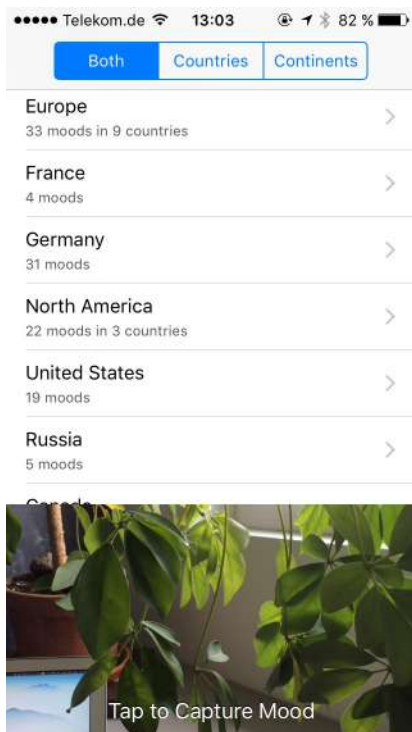 Telekom.de 13:03 82 %
Both Countries Continents
Europe
33 moods in 9 countries
France
4 moods
Germany
31 moods
North America
22 moods in 3 countries
United States
19 moods
Russia
5 moods
Canada
Tap to Capture Mood